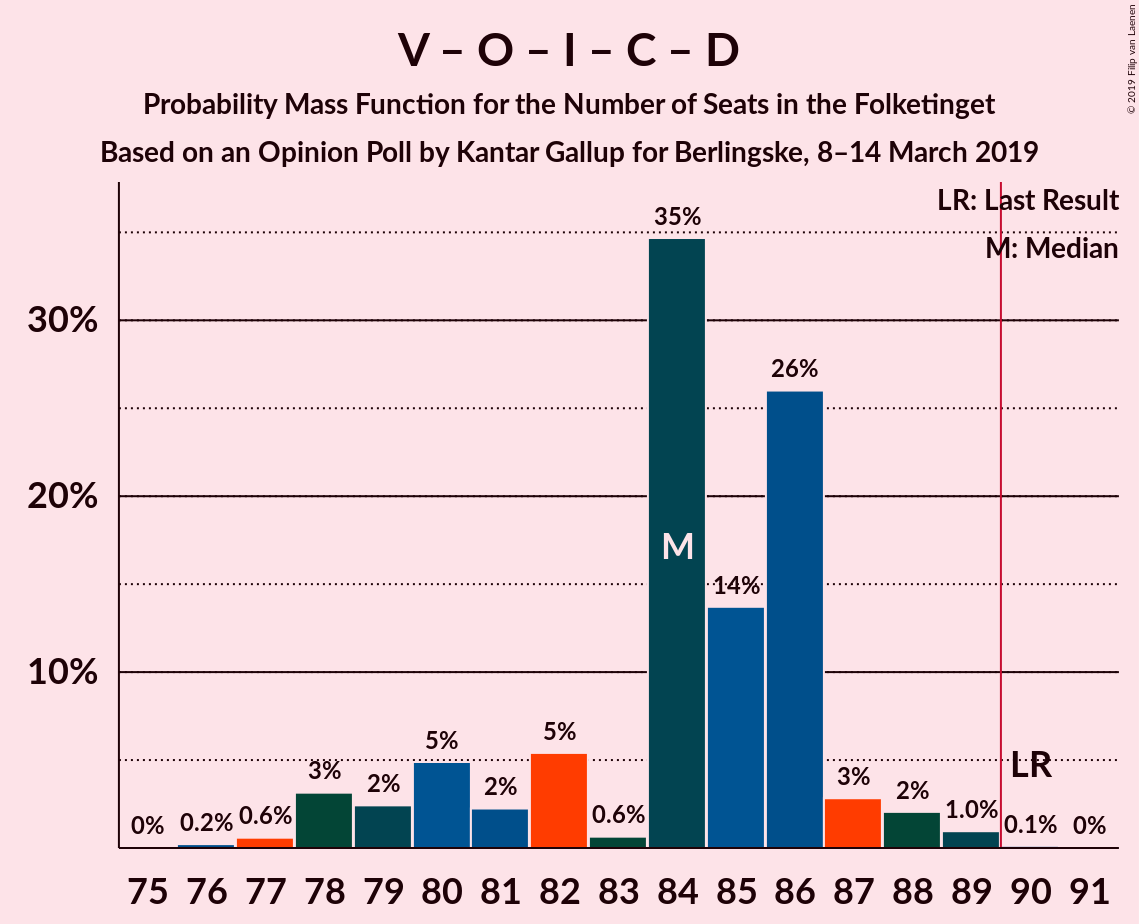 V – O – I – C – D
Probability Mass Function for the Number of Seats in the Folketinget
Based on an Opinion Poll by Kantar Gallup for Berlingske, 8–14 March 2019
© 2019 Filip van Laenen
LR: Last Result
M: Median
30%
20%
10%
0%
0.2%
0.6%
3%
2%
5%
2%
5%
0.6%
35%
14%
26%
3%
2%
1.0%
0.1%
0%
M
LR
75 76 77 78 79 80 81 82 83 84 85 86 87 88 89 90 91